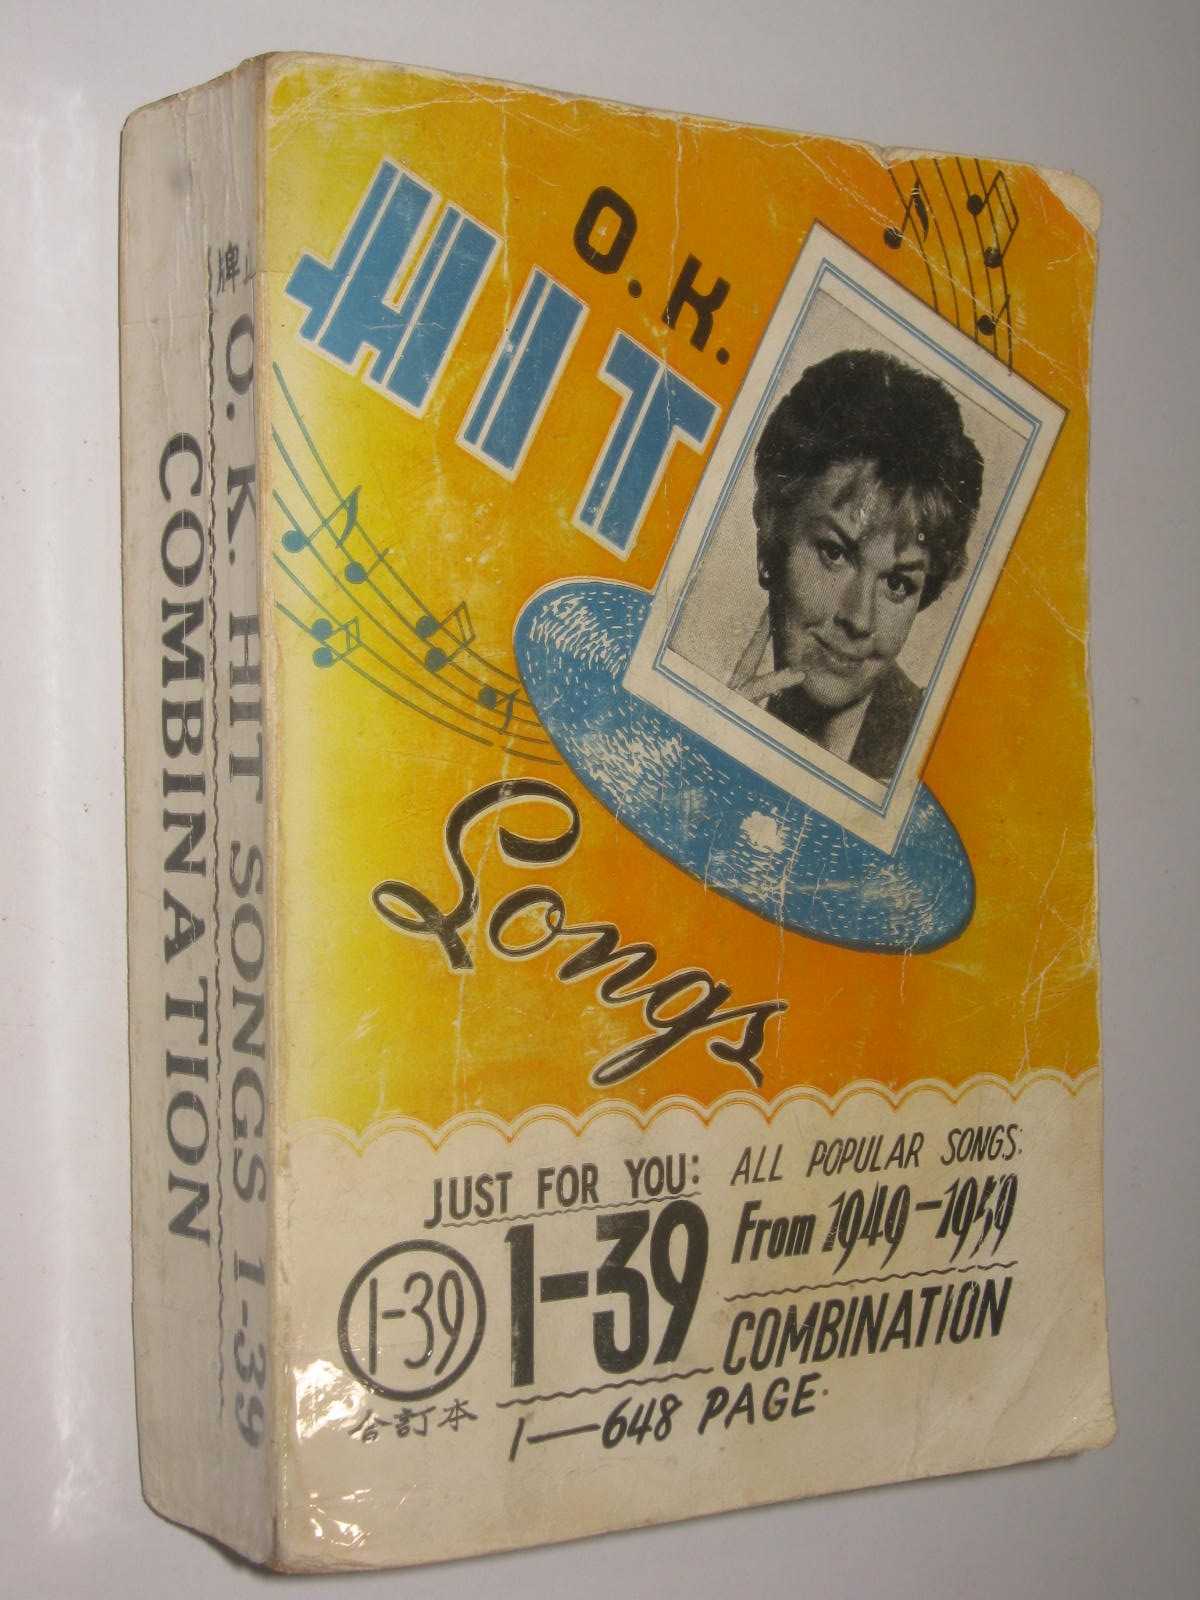 O.K.
HIT
Songs
JUST FOR YOU:
1-39
1-39
合訂本
1—648 PAGE.
ALL POPULAR SONGS:
From 1949-1959
COMBINATION
O. K. HIT SONGS 1-39
COMBINATION